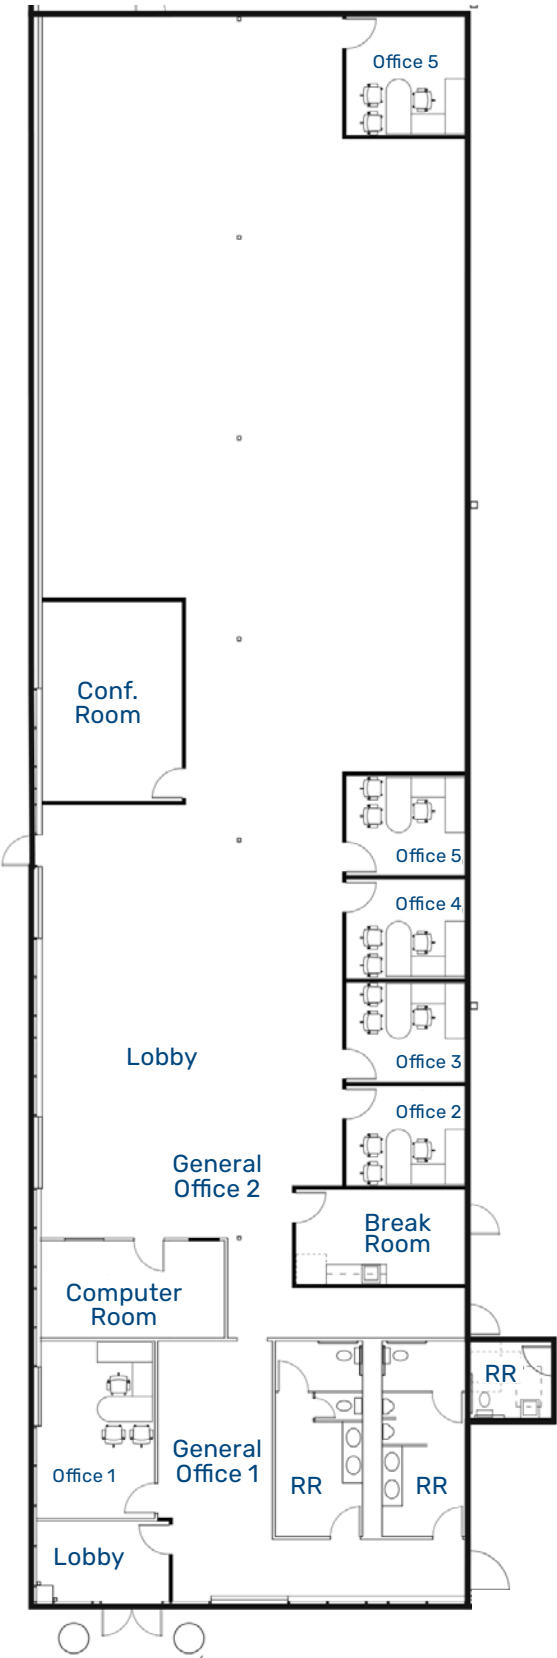 Office 5
Conf.
Room
Office 5
Office 4
Lobby
Office 3
Office 2
General
Office 2
Break
Room
Computer
Room
RR
General
Office 1
Office 1
RR
RR
Lobby